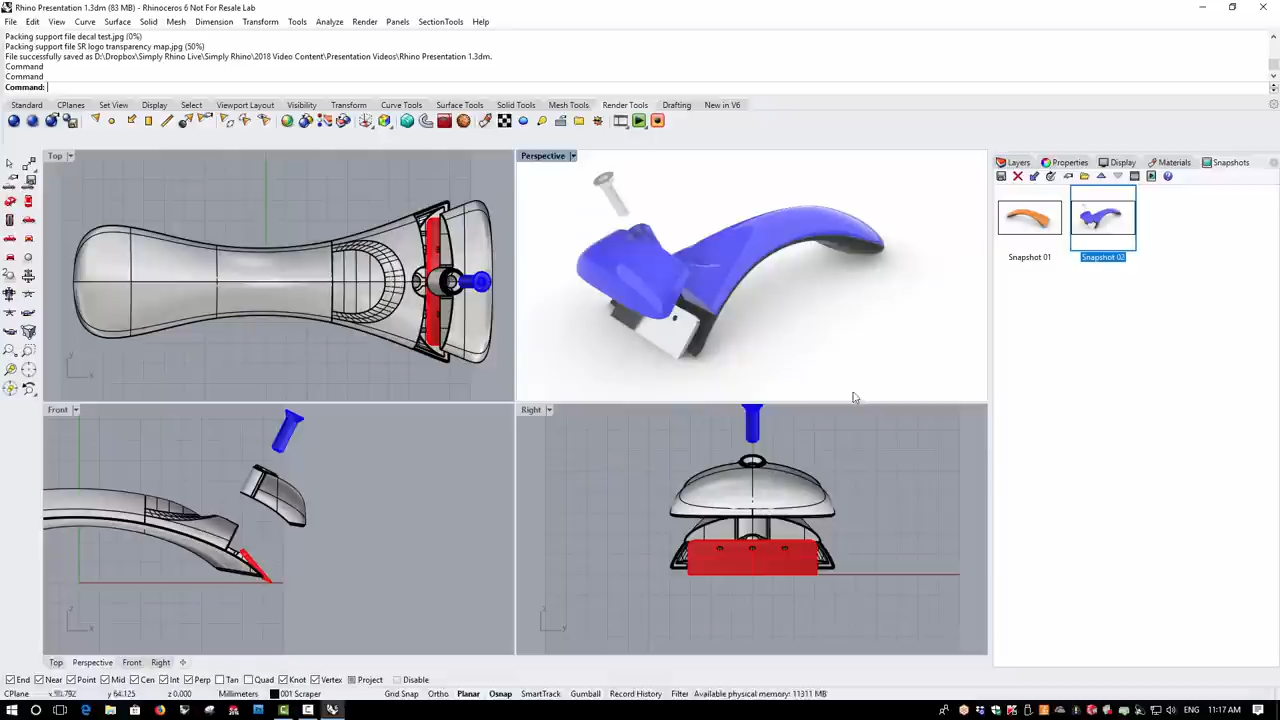 Rhino Presentation 1.3dm (83 MB) - Rhinoceros 6 Not For Resale Lab
File Edit View Curve Surface Solid Mesh Dimension Transform Tools Analyze Render Panels SectionTools Help
Packing support file decal test.jpg (0%)
Packing support file SR logo transparency map.jpg (50%)
File successfully saved as D:\Dropbox\Simply Rhino Live\Simply Rhino\2018 Video Content\Presentation Videos\Rhino Presentation 1.3dm.
Command
Command
Command:
Standard CPlanes Set View Display Select Viewport Layout Visibility Transform Curve Tools Surface Tools Solid Tools Mesh Tools Render Tools Drafting New in V6
Top
Perspective
Layers Properties Display Materials Snapshots
Snapshot 01 Snapshot 02
Front
Right
Top Perspective Front Right
End Near Point Mid Cen Int Perp Tan Quad Knot Vertex Project Disable
CPlane 64.125 z 0.000 Millimeters 001 Scraper Grid Snap Ortho Planar Osnap SmartTrack Gumball Record History Filter Available physical memory: 11311 MB
ENG 11:17 AM